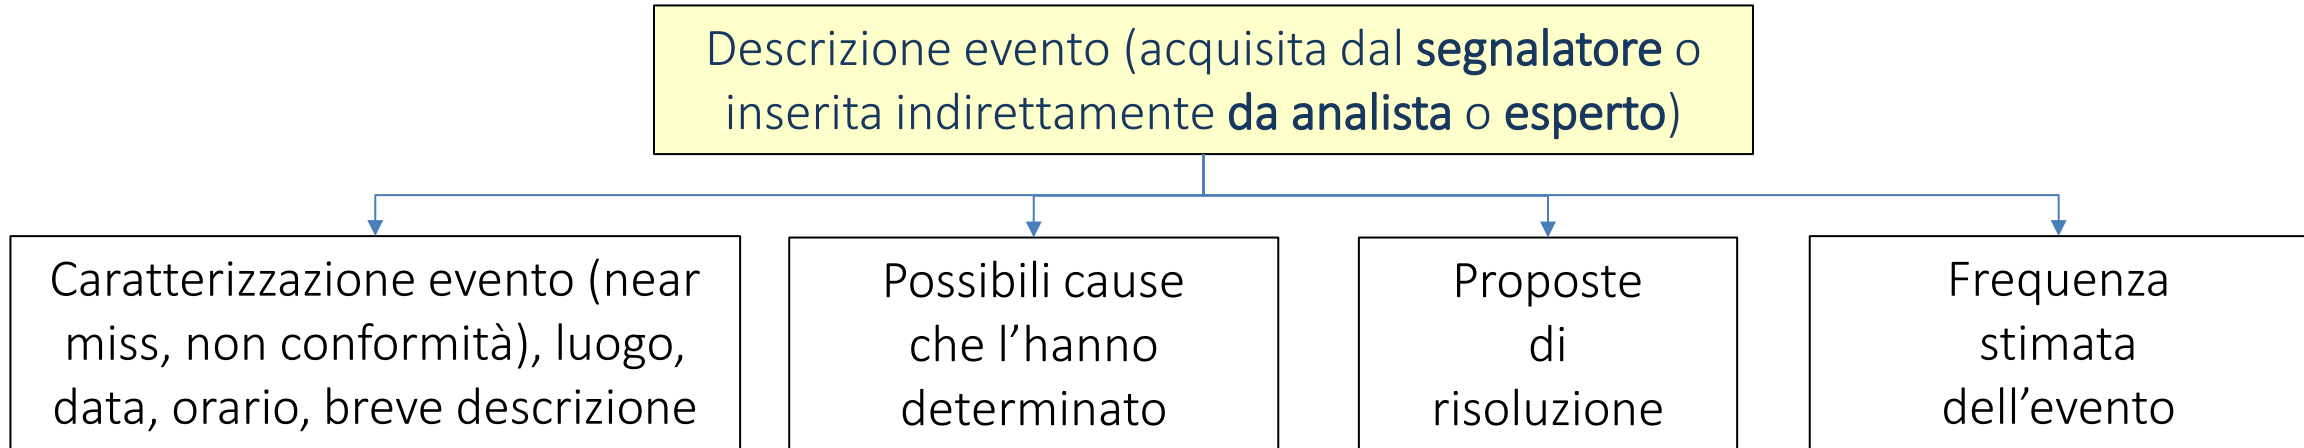 Descrizione evento (acquisita dal segnalatore o
inserita indirettamente da analista o esperto)
Caratterizzazione evento (near
miss, non conformità), luogo,
data, orario, breve descrizione
Possibili cause
che l’hanno
determinato
Proposte
di
risoluzione
Frequenza
stimata
dell’evento